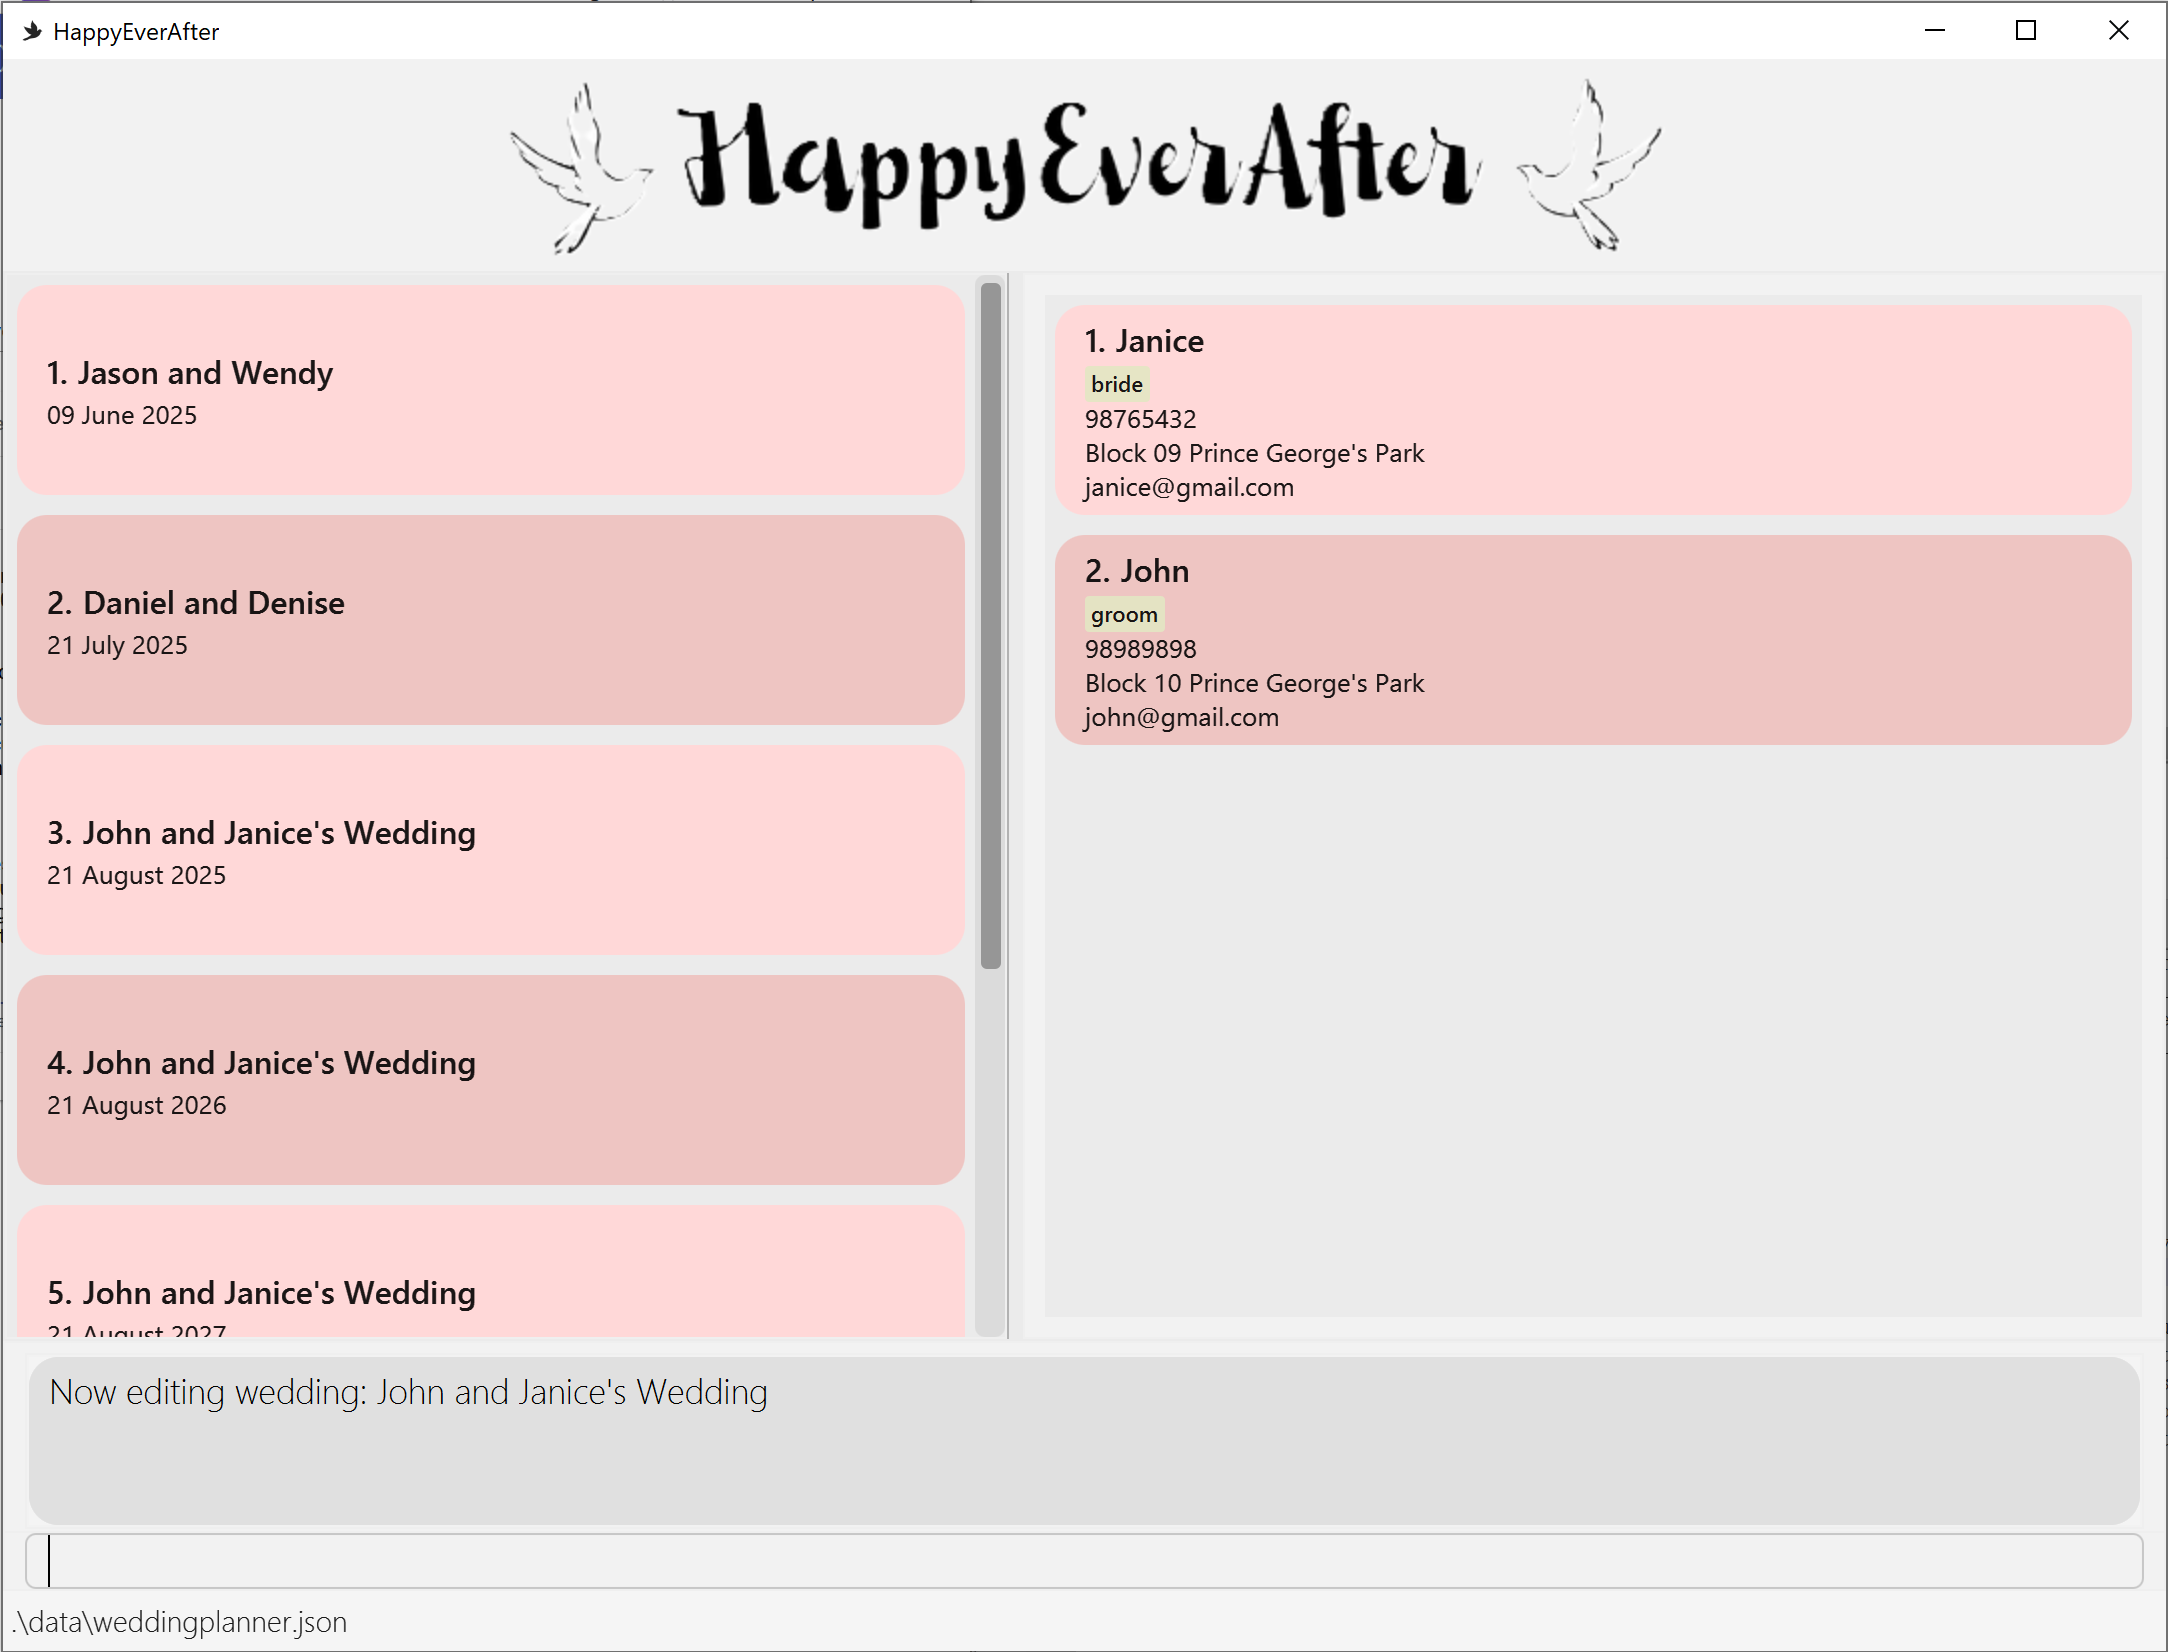 HappyEverAfter
HappyEverAfter
1. Jason and Wendy
09 June 2025
2. Daniel and Denise
21 July 2025
3. John and Janice's Wedding
21 August 2025
4. John and Janice's Wedding
21 August 2026
5. John and Janice's Wedding
21 August 2027
1. Janice
bride
98765432
Block 09 Prince George's Park
janice@gmail.com
2. John
groom
98989898
Block 10 Prince George's Park
john@gmail.com
Now editing wedding: John and Janice's Wedding
.\data\weddingplanner.json